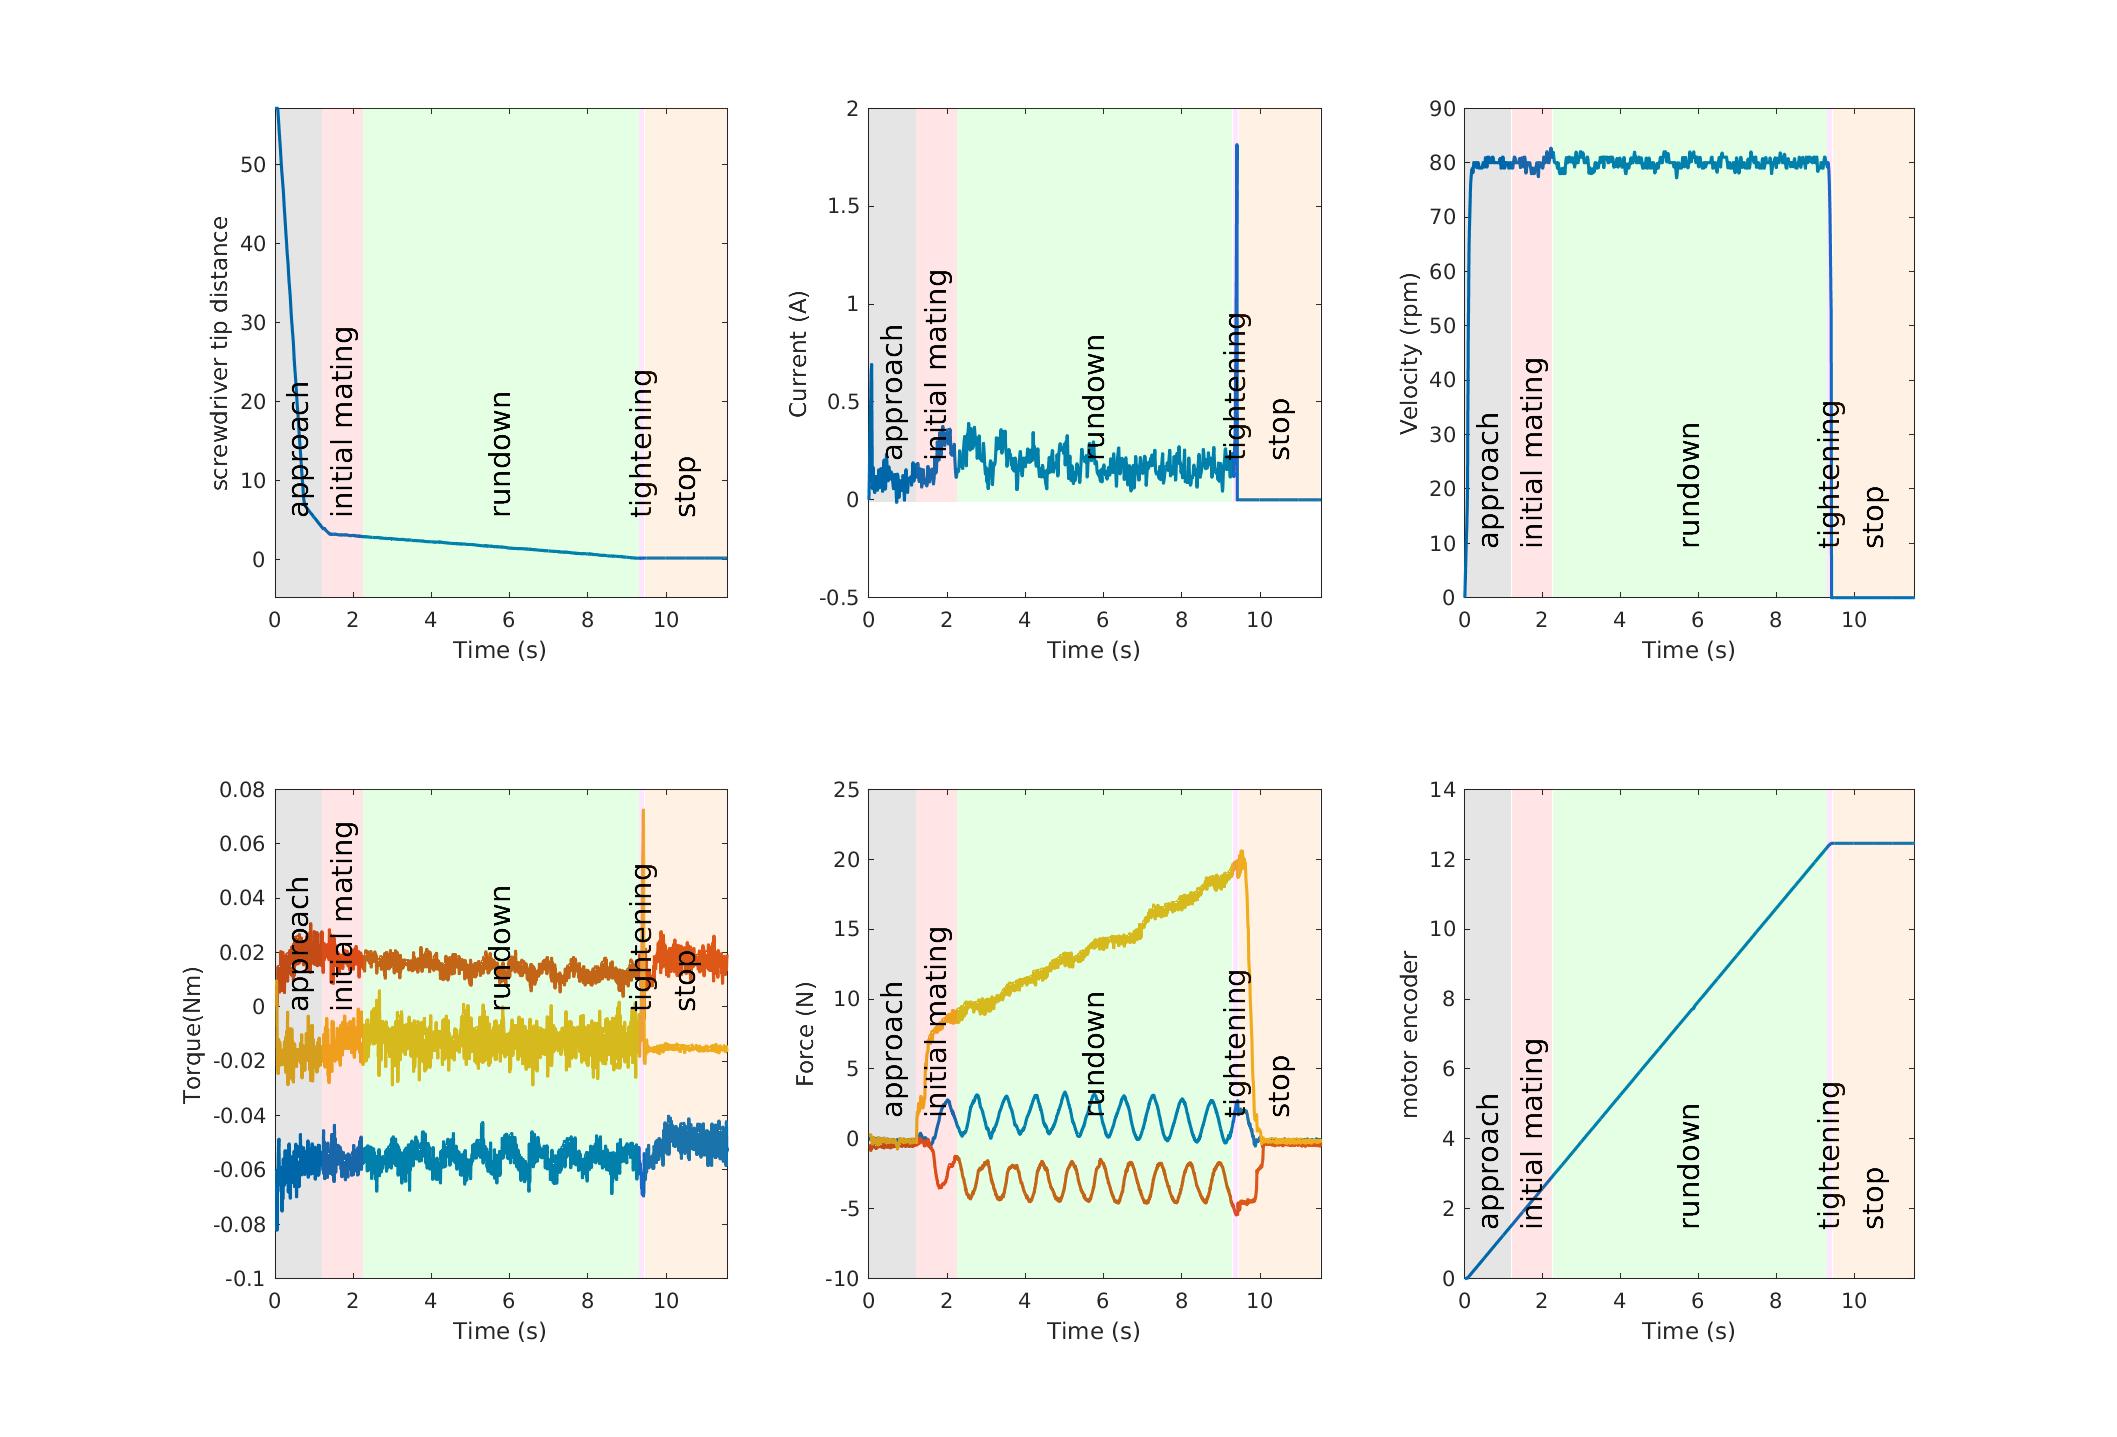 screwdriver tip distance
50
40
30
20
10
0
approach
initial mating
rundown
tightening
stop
0 2 4 6 8 10
Time (s)
Current (A)
2
1.5
1
0.5
0
-0.5
approach
initial mating
rundown
tightening
stop
0 2 4 6 8 10
Time (s)
Velocity (rpm)
90
80
70
60
50
40
30
20
10
0
approach
initial mating
rundown
tightening
stop
0 2 4 6 8 10
Time (s)
Torque(Nm)
0.08
0.06
0.04
0.02
0
-0.02
-0.04
-0.06
-0.08
-0.1
approach
initial mating
rundown
tightening
stop
0 2 4 6 8 10
Time (s)
Force (N)
25
20
15
10
5
0
-5
-10
approach
initial mating
rundown
tightening
stop
0 2 4 6 8 10
Time (s)
motor encoder
14
12
10
8
6
4
2
0
approach
initial mating
rundown
tightening
stop
0 2 4 6 8 10
Time (s)